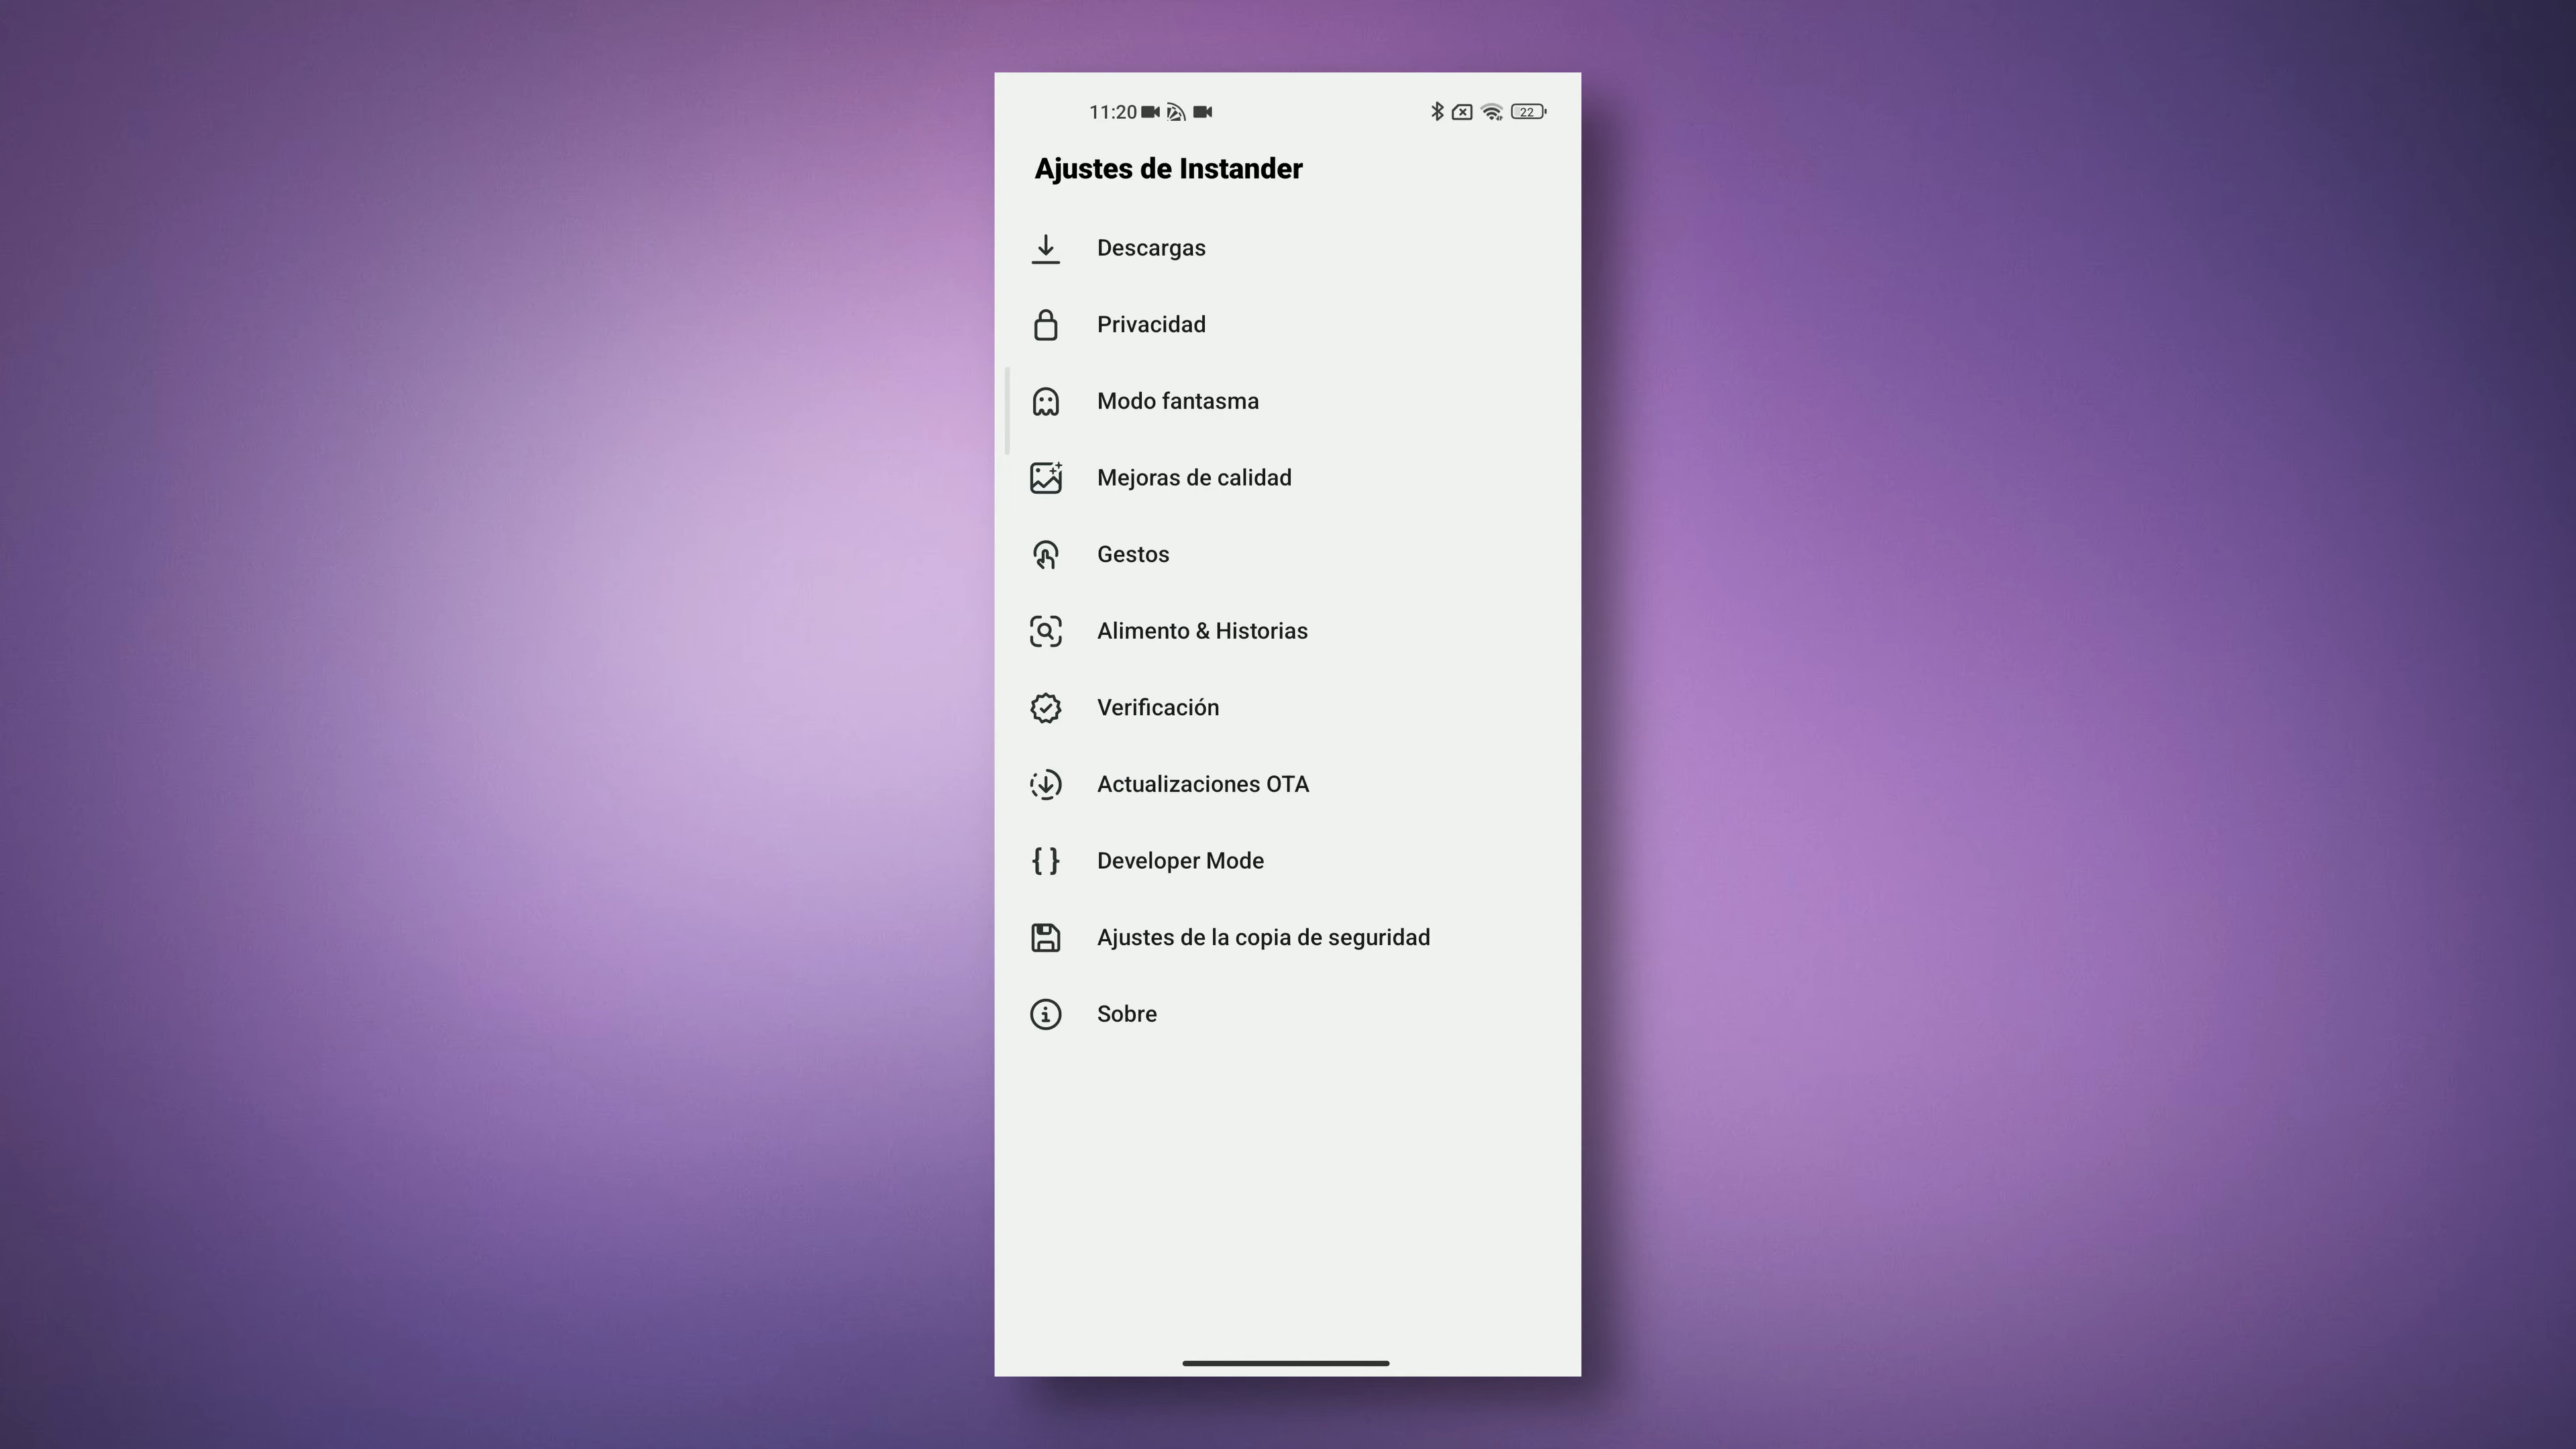 11:20
22
Ajustes de Instander
Descargas
Privacidad
Modo fantasma
Mejoras de calidad
Gestos
Alimento & Historias
Verificación
Actualizaciones OTA
Developer Mode
Ajustes de la copia de seguridad
Sobre